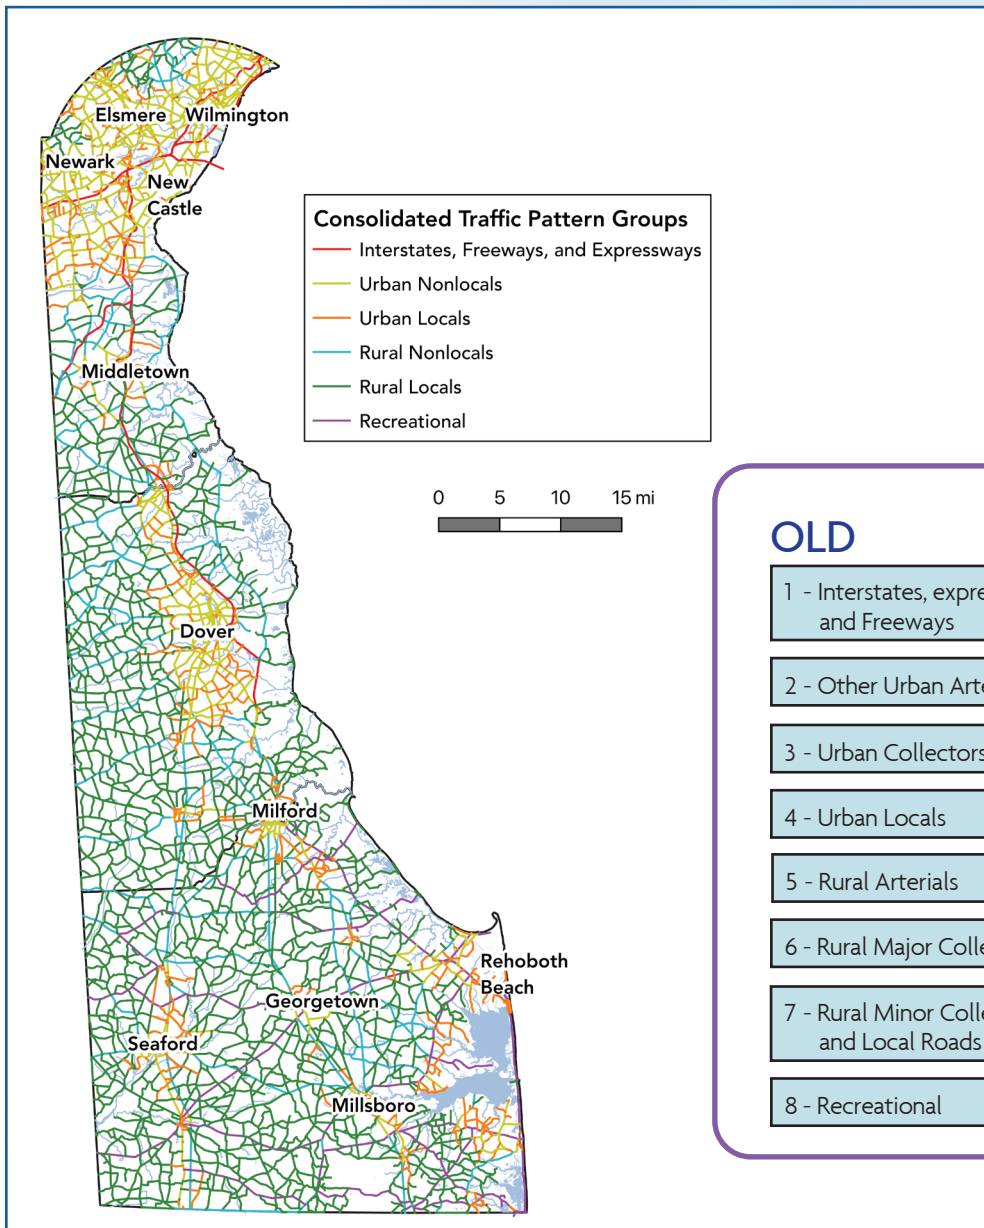 Elsmere
Wilmington
Newark
New
Castle
Consolidated Traffic Pattern Groups
Interstates, Freeways, and Expressways
Urban Nonlocals
Urban Locals
Rural Nonlocals
Rural Locals
Recreational
Middletown
0 5 10 15 mi
OLD
1 - Interstates, expre
and Freeways
2 - Other Urban Arte
3 - Urban Collectors
4 - Urban Locals
5 - Rural Arterials
6 - Rural Major Colle
7 - Rural Minor Colle
and Local Roads
8 - Recreational
Dover
Milford
Rehoboth
Beach
Georgetown
Seaford
Millsboro